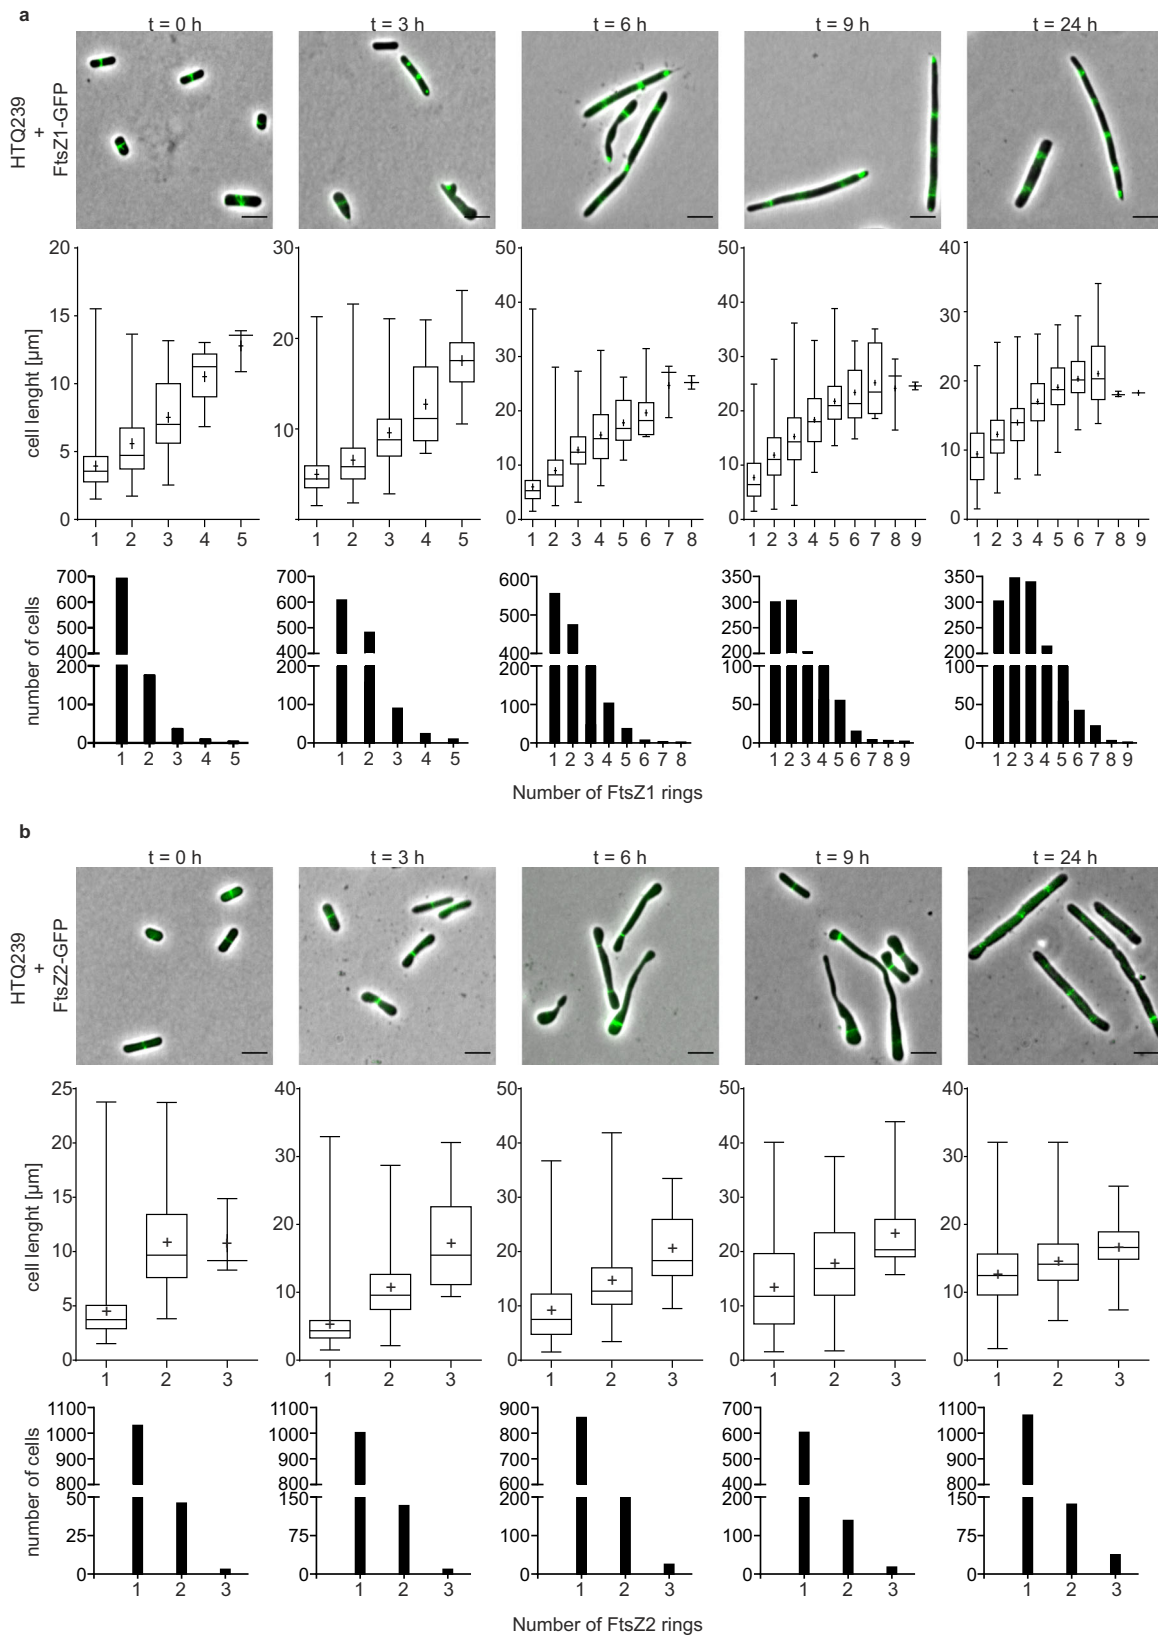 a
t = 0 h t = 3 h t = 6 h t = 9 h t = 24 h
HTQ239
+
FtsZ1-GFP
cell lenght [µm]
20 15 10 5 0
1 2 3 4 5
30 20 10
1 2 3 4 5
50 40 30 20 10 0
1 2 3 4 5 6 7 8
50 40 30 20 10 0
1 2 3 4 5 6 7 8 9
40 30 20 10 0
1 2 3 4 5 6 7 8 9
number of cells
700 600 500 400 200 100 0
1 2 3 4 5
700 600 500 400 200 100 0
1 2 3 4 5
600 500 400 200 100 0
1 2 3 4 5 6 7 8
350 300 250 200 100 50 0
1 2 3 4 5 6 7 8 9
350 300 250 200 100 50 0
1 2 3 4 5 6 7 8 9
Number of FtsZ1 rings
b
t = 0 h t = 3 h t = 6 h t = 9 h t = 24 h
HTQ239
+
FtsZ2-GFP
cell lenght [µm]
25 20 15 10 5 0
1 2 3
40 30 20 10 0
1 2 3
50 40 30 20 10 0
1 2 3
50 40 30 20 10 0
1 2 3
40 30 20 10 0
1 2 3
number of cells
1100 1000 900 800 50 25 0
1 2 3
1100 1000 900 800 150 75 0
1 2 3
900 800 700 600 200 100 0
1 2 3
700 600 500 400 200 100 0
1 2 3
1100 1000 900 800 150 75 0
1 2 3
Number of FtsZ2 rings